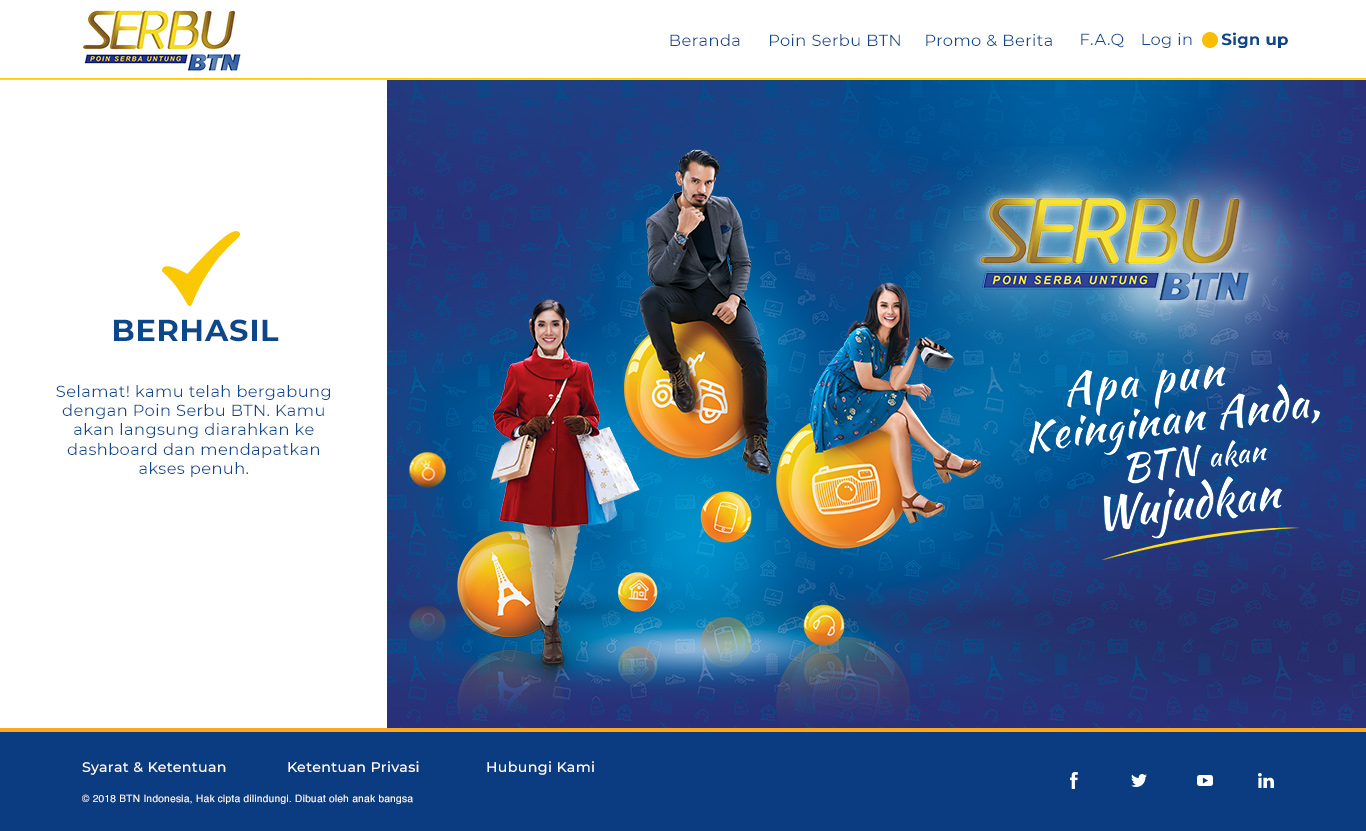 SERBU
POIN SERBA UNTUNG BTN
Beranda Poin Serbu BTN Promo & Berita F.A.Q Log in Sign up
BERHASIL
Selamat! kamu telah bergabung
dengan Poin Serbu BTN. Kamu
akan langsung diarahkan ke
dashboard dan mendapatkan
akses penuh.
SERBU
POIN SERBA UNTUNG BTN
Apa pun
Keinginan Anda,
BTN akan
Wujudkan
Syarat & Ketentuan Ketentuan Privasi Hubungi Kami
© 2018 BTN Indonesia, Hak cipta dilindungi. Dibuat oleh anak bangsa